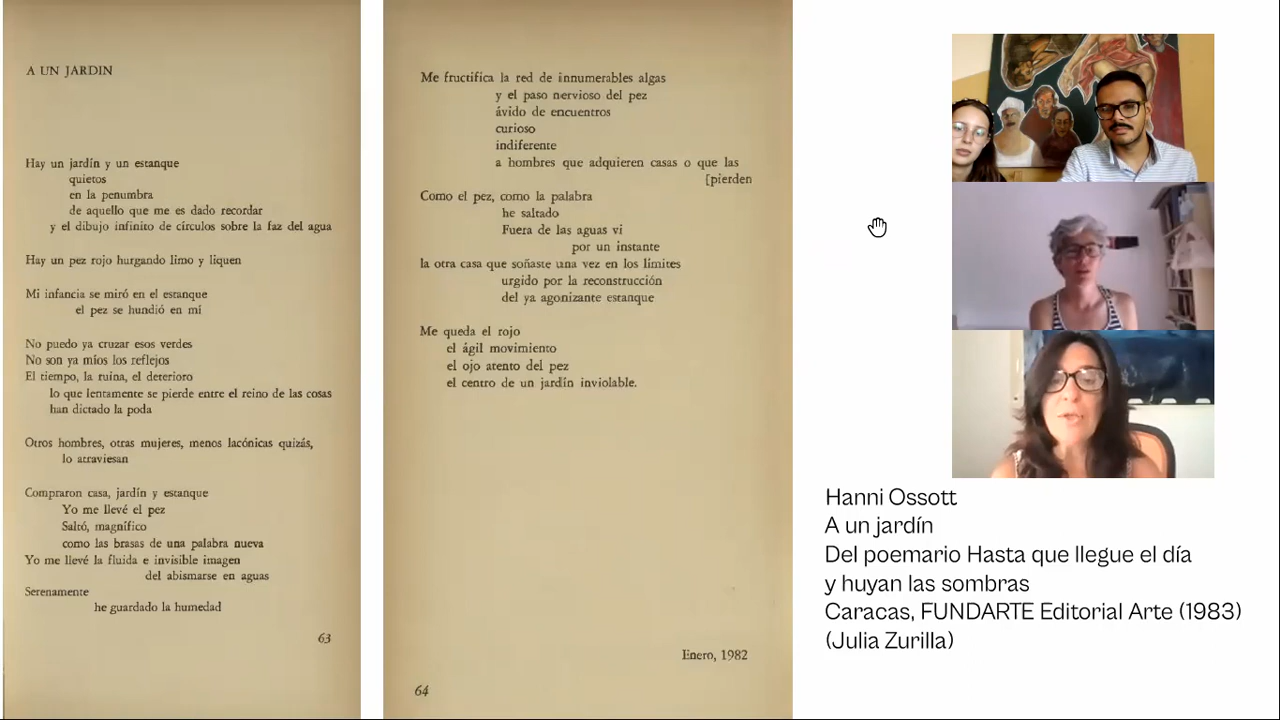 A UN JARDIN
Hay un jardín y un estanque
quietos
en la penumbra
de aquello que me es dado recordar
y el dibujo infinito de círculos sobre la faz del agua
Hay un pez rojo hurgando limo y liquen
Mi infancia se miró en el estanque
el pez se hundió en mí
No puedo ya cruzar esos verdes
No son ya míos los reflejos
El tiempo, la ruina, el deterioro
lo que lentamente se pierde entre el reino de las cosas
han dictado la poda
Otros hombres, otras mujeres, menos lacónicas quizás,
lo atraviesan
Compraron casa, jardín y estanque
Yo me llevé el pez
Saltó, magnífico
como las brasas de una palabra nueva
Yo me llevé la fluida e invisible imagen
del abismarse en aguas
Serenamente
he guardado la humedad
63
Me fructifica la red de innumerables algas
y el paso nervioso del pez
ávido de encuentros
curioso
indiferente
a hombres que adquieren casas o que las
[pierden
Como el pez, como la palabra
he saltado
Fuera de las aguas vi
por un instante
la otra casa que soñaste una vez en los límites
urgido por la reconstrucción
del ya agonizante estanque
Me queda el rojo
el ágil movimiento
el ojo atento del pez
el centro de un jardín inviolable.
Enero, 1982
64
Hanni Ossott
A un jardín
Del poemario Hasta que llegue el día
y huyan las sombras
Caracas, FUNDARTE Editorial Arte (1983)
(Julia Zurilla)